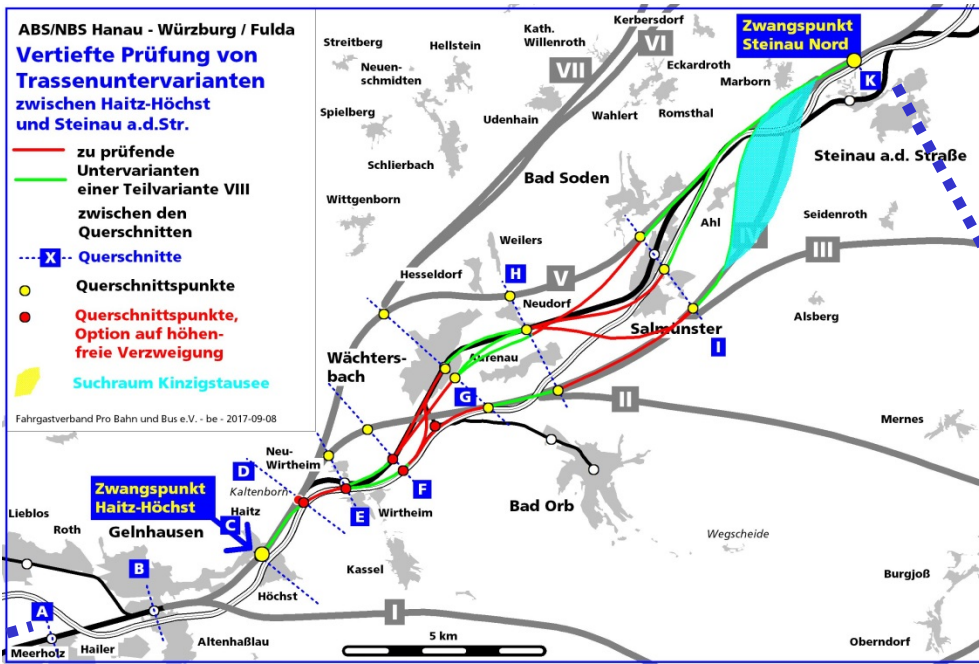 ABS/NBS Hanau - Würzburg / Fulda
Vertiefte Prüfung von
Trassenuntervarianten
zwischen Haitz-Höchst
und Steinau a.d.Str.
zu prüfende
Untervarianten
einer Teilvariante VIII
zwischen den
Querschnitten
X Querschnitte
Querschnittspunkte
Querschnittspunkte,
Option auf höhen-
freie Verzweigung
Suchraum Kinzigstausee
Fahrgastverband Pro Bahn und Bus e.V. - be - 2017-09-08
Streitberg
Hellstein
Kath.
Willenroth
Kerbersdorf
VI
Zwangspunkt
Steinau Nord
Neuen-
schmidten
VII
Eckardroth
Marborn
K
Spielberg
Udenhain
Wahlert
Romsthal
Schlierbach
Steinau a.d. Straße
Bad Soden
Wittgenborn
Ahl
Seidenroth
Weilers
IV
III
Hesseldorf
H
V
Neudorf
Salmünster
Alsberg
I
Wächters-
bach
Aufenau
G
II
Mernes
Neu-
Wirtheim
D
F
Kaltenborn
Zwangspunkt
Haitz-Höchst
E
Wirtheim
Bad Orb
Lieblos
Haitz
Roth
Gelnhausen
C
Wegscheide
B
Kassel
Burgjoß
Höchst
A
I
Altenhaßlau
5 km
Oberndorf
Meerholz
Hailer